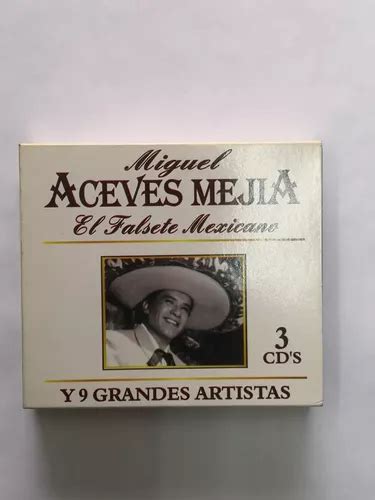 Miguel
ACEVES MEJIA
El Falsete Mexicano
3
CD'S
Y 9 GRANDES ARTISTAS